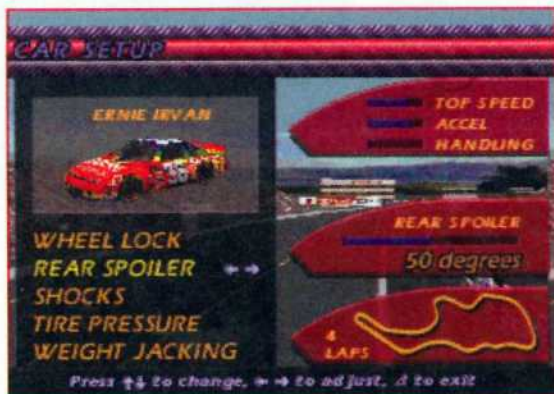 CAR SETUP
ERNIE IRVAN
WHEEL LOCK
REAR SPOILER
SHOCKS
TIRE PRESSURE
WEIGHT JACKING
TOP SPEED
ACCEL
HANDLING
REAR SPOILER
50 degrees
4
LAPS
Press ↑↓ to change, ← → to adjust, Δ to exit